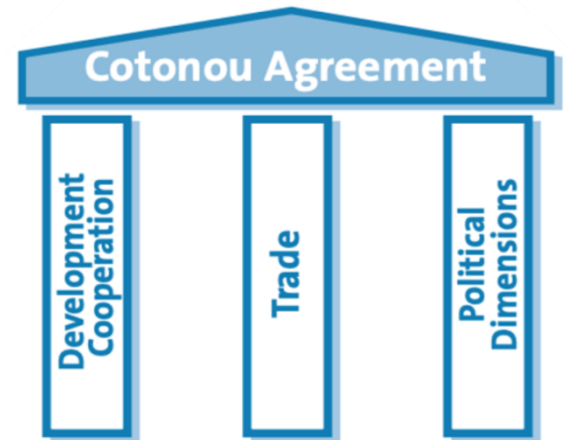 Cotonou Agreement
Development
Cooperation
Trade
Political
Dimensions